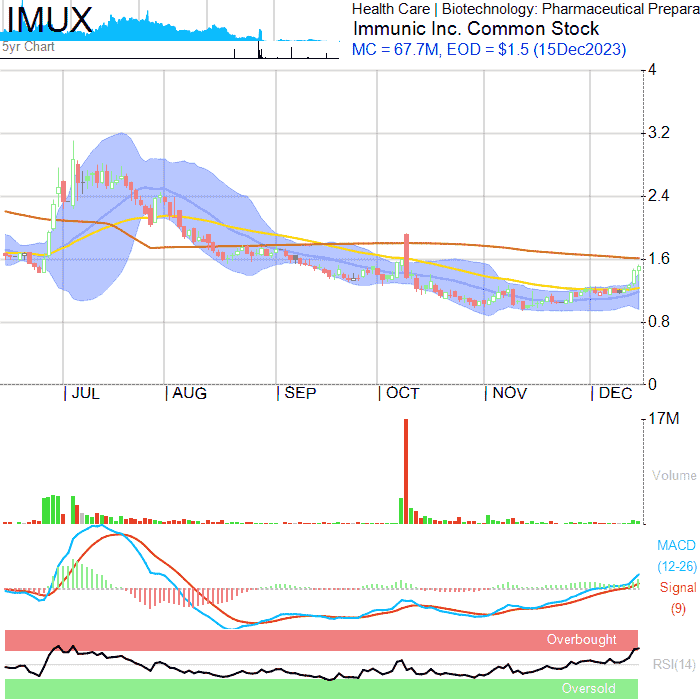 IMUX
5yr Chart
Health Care | Biotechnology: Pharmaceutical Prepara
Immunic Inc. Common Stock
MC = 67.7M, EOD = $1.5 (15Dec2023)
4
3.2
2.4
1.6
0.8
0
JUL AUG SEP OCT NOV DEC
17M
Volume
MACD
(12-26)
Signal
(9)
Overbought
RSI(14)
Oversold